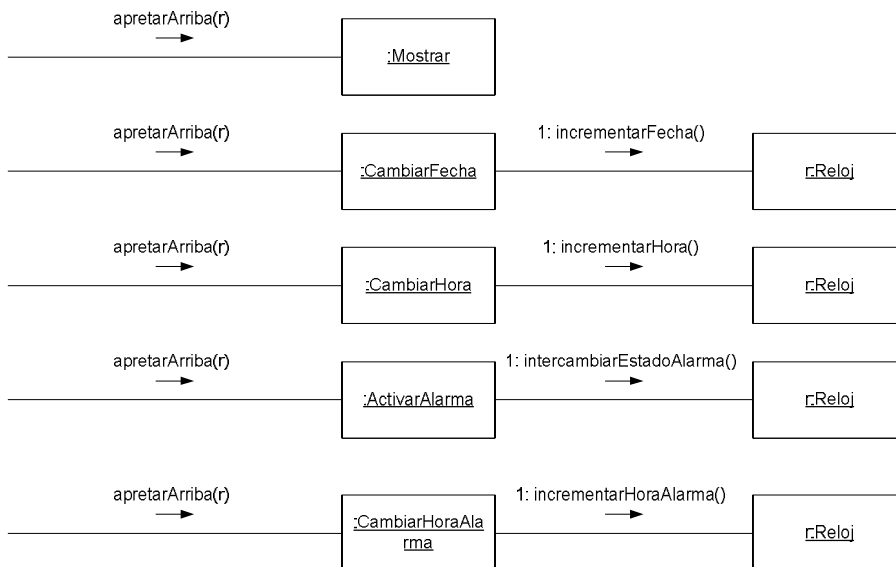 apretarArriba(r)
:Mostrar
apretarArriba(r)
1: incrementarFecha()
:CambiarFecha
r:Reloj
apretarArriba(r)
1: incrementarHora()
:CambiarHora
r:Reloj
apretarArriba(r)
1: intercambiarEstadoAlarma()
:ActivarAlarma
r:Reloj
apretarArriba(r)
1: incrementarHoraAlarma()
:CambiarHoraAla
rma
r:Reloj